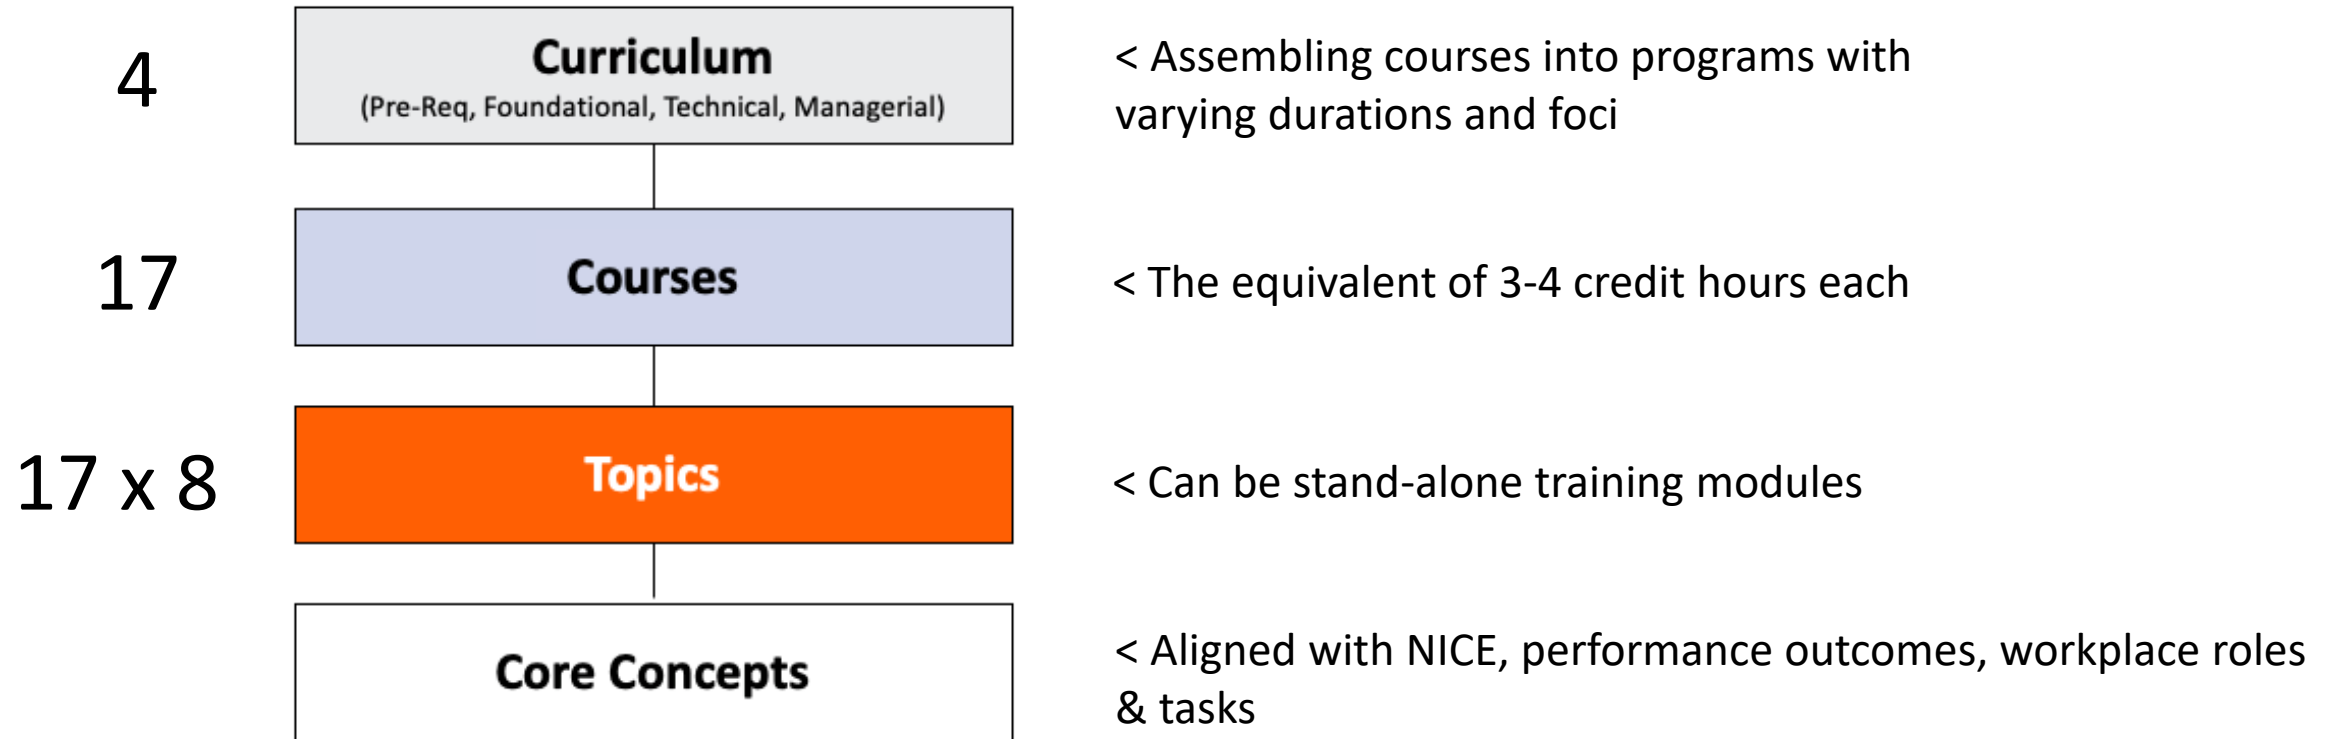 4
Curriculum
(Pre-Req, Foundational, Technical, Managerial)
< Assembling courses into programs with
varying durations and foci
17
Courses
< The equivalent of 3-4 credit hours each
17 x 8
Topics
< Can be stand-alone training modules
Core Concepts
< Aligned with NICE, performance outcomes, workplace roles
& tasks